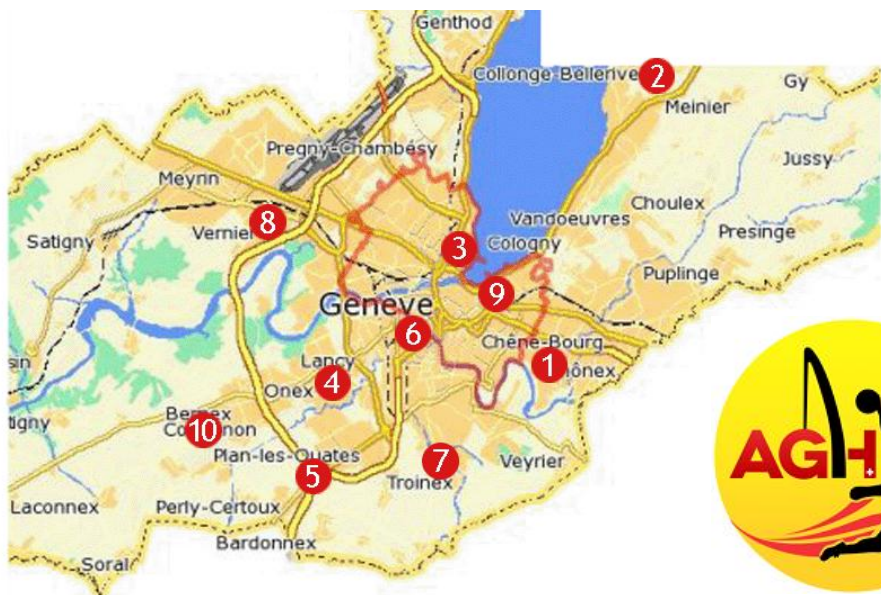 Genthod
Collonge-Bellerive
2
Gy
Meinier
Pregny-Chambésy
Jussy
Meyrin
Choulex
8
Vandoeuvres
Satigny
Vernier
3
Cologny
Presinge
Puplinge
9
Genève
6
Chêne-Bourg
Lancy
1
Onex
4
Bernex
10
Plan-les-Ouates
7
Veyrier
5
Troinex
Laconnex
Perly-Certoux
Bardonnex
Soral
AGH